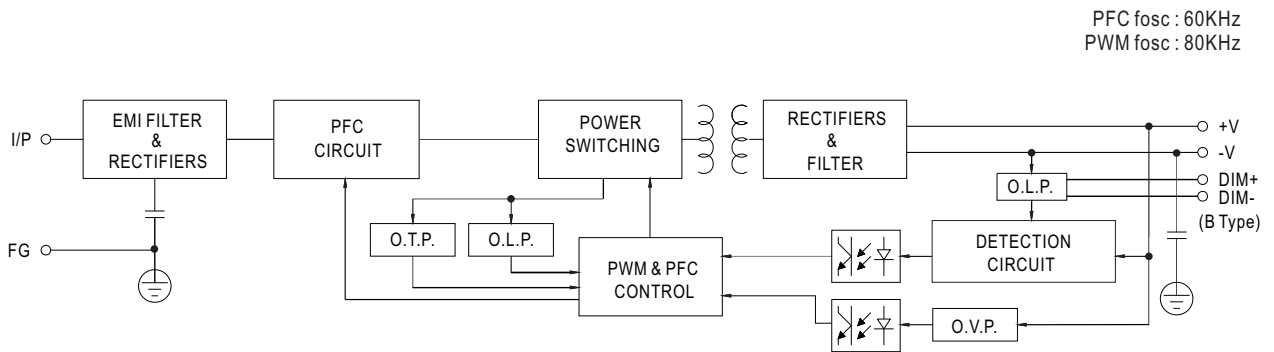 PFC fosc : 60KHz
PWM fosc : 80KHz
I/P
EMI FILTER
&
RECTIFIERS
PFC
CIRCUIT
POWER
SWITCHING
RECTIFIERS
&
FILTER
+V
-V
DIM+
DIM-
(B Type)
O.L.P.
FG
O.T.P.
O.L.P.
PWM & PFC
CONTROL
DETECTION
CIRCUIT
O.V.P.